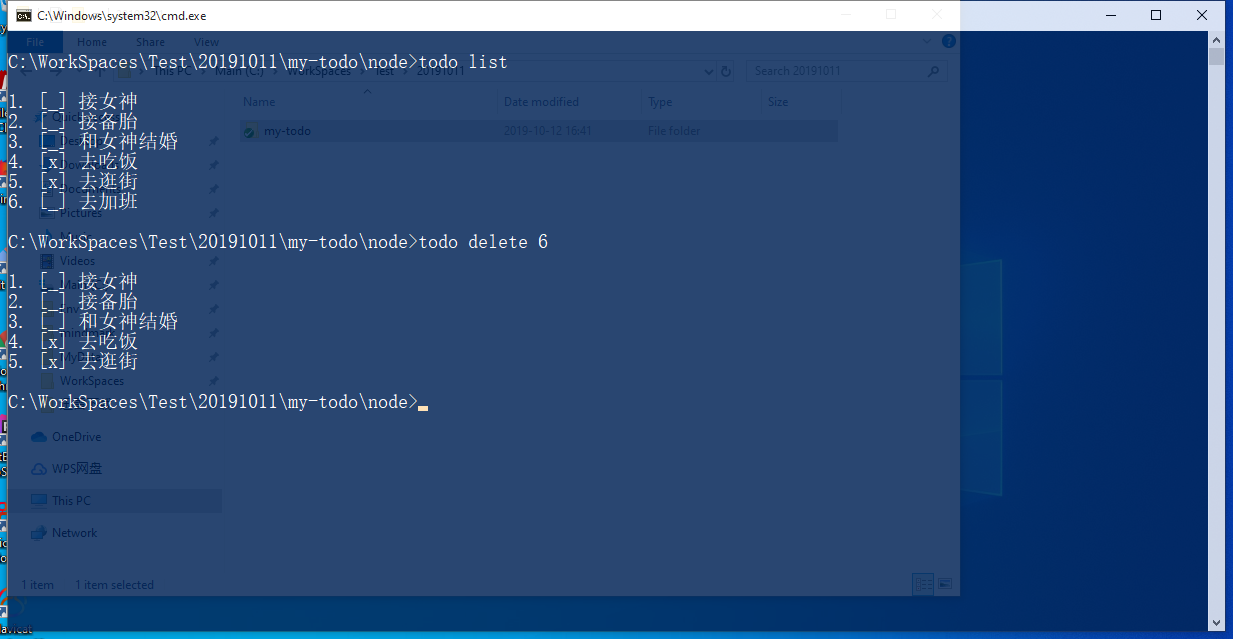 C:\Windows\system32\cmd.exe
File Home Share View
C:\WorkSpaces\Test\20191011\my-todo\node>todo list
This PC Main (C:) WorkSpaces Test 20191011 Search 20191011
Name Date modified Type Size
1. [_] 接女神
2. [_] 接备胎
my-todo 2019-10-12 16:41 File folder
3. [_] 和女神结婚
4. [x] 去吃饭
5. [x] 去逛街
6. [_] 去加班
Pictures
C:\WorkSpaces\Test\20191011\my-todo\node>todo delete 6
Videos
1. [_] 接女神
2. [_] 接备胎
3. [_] 和女神结婚
4. [x] 去吃饭
5. [x] 去逛街
WorkSpaces
C:\WorkSpaces\Test\20191011\my-todo\node>
OneDrive
WPS网盘
This PC
Network
1 item 1 item selected